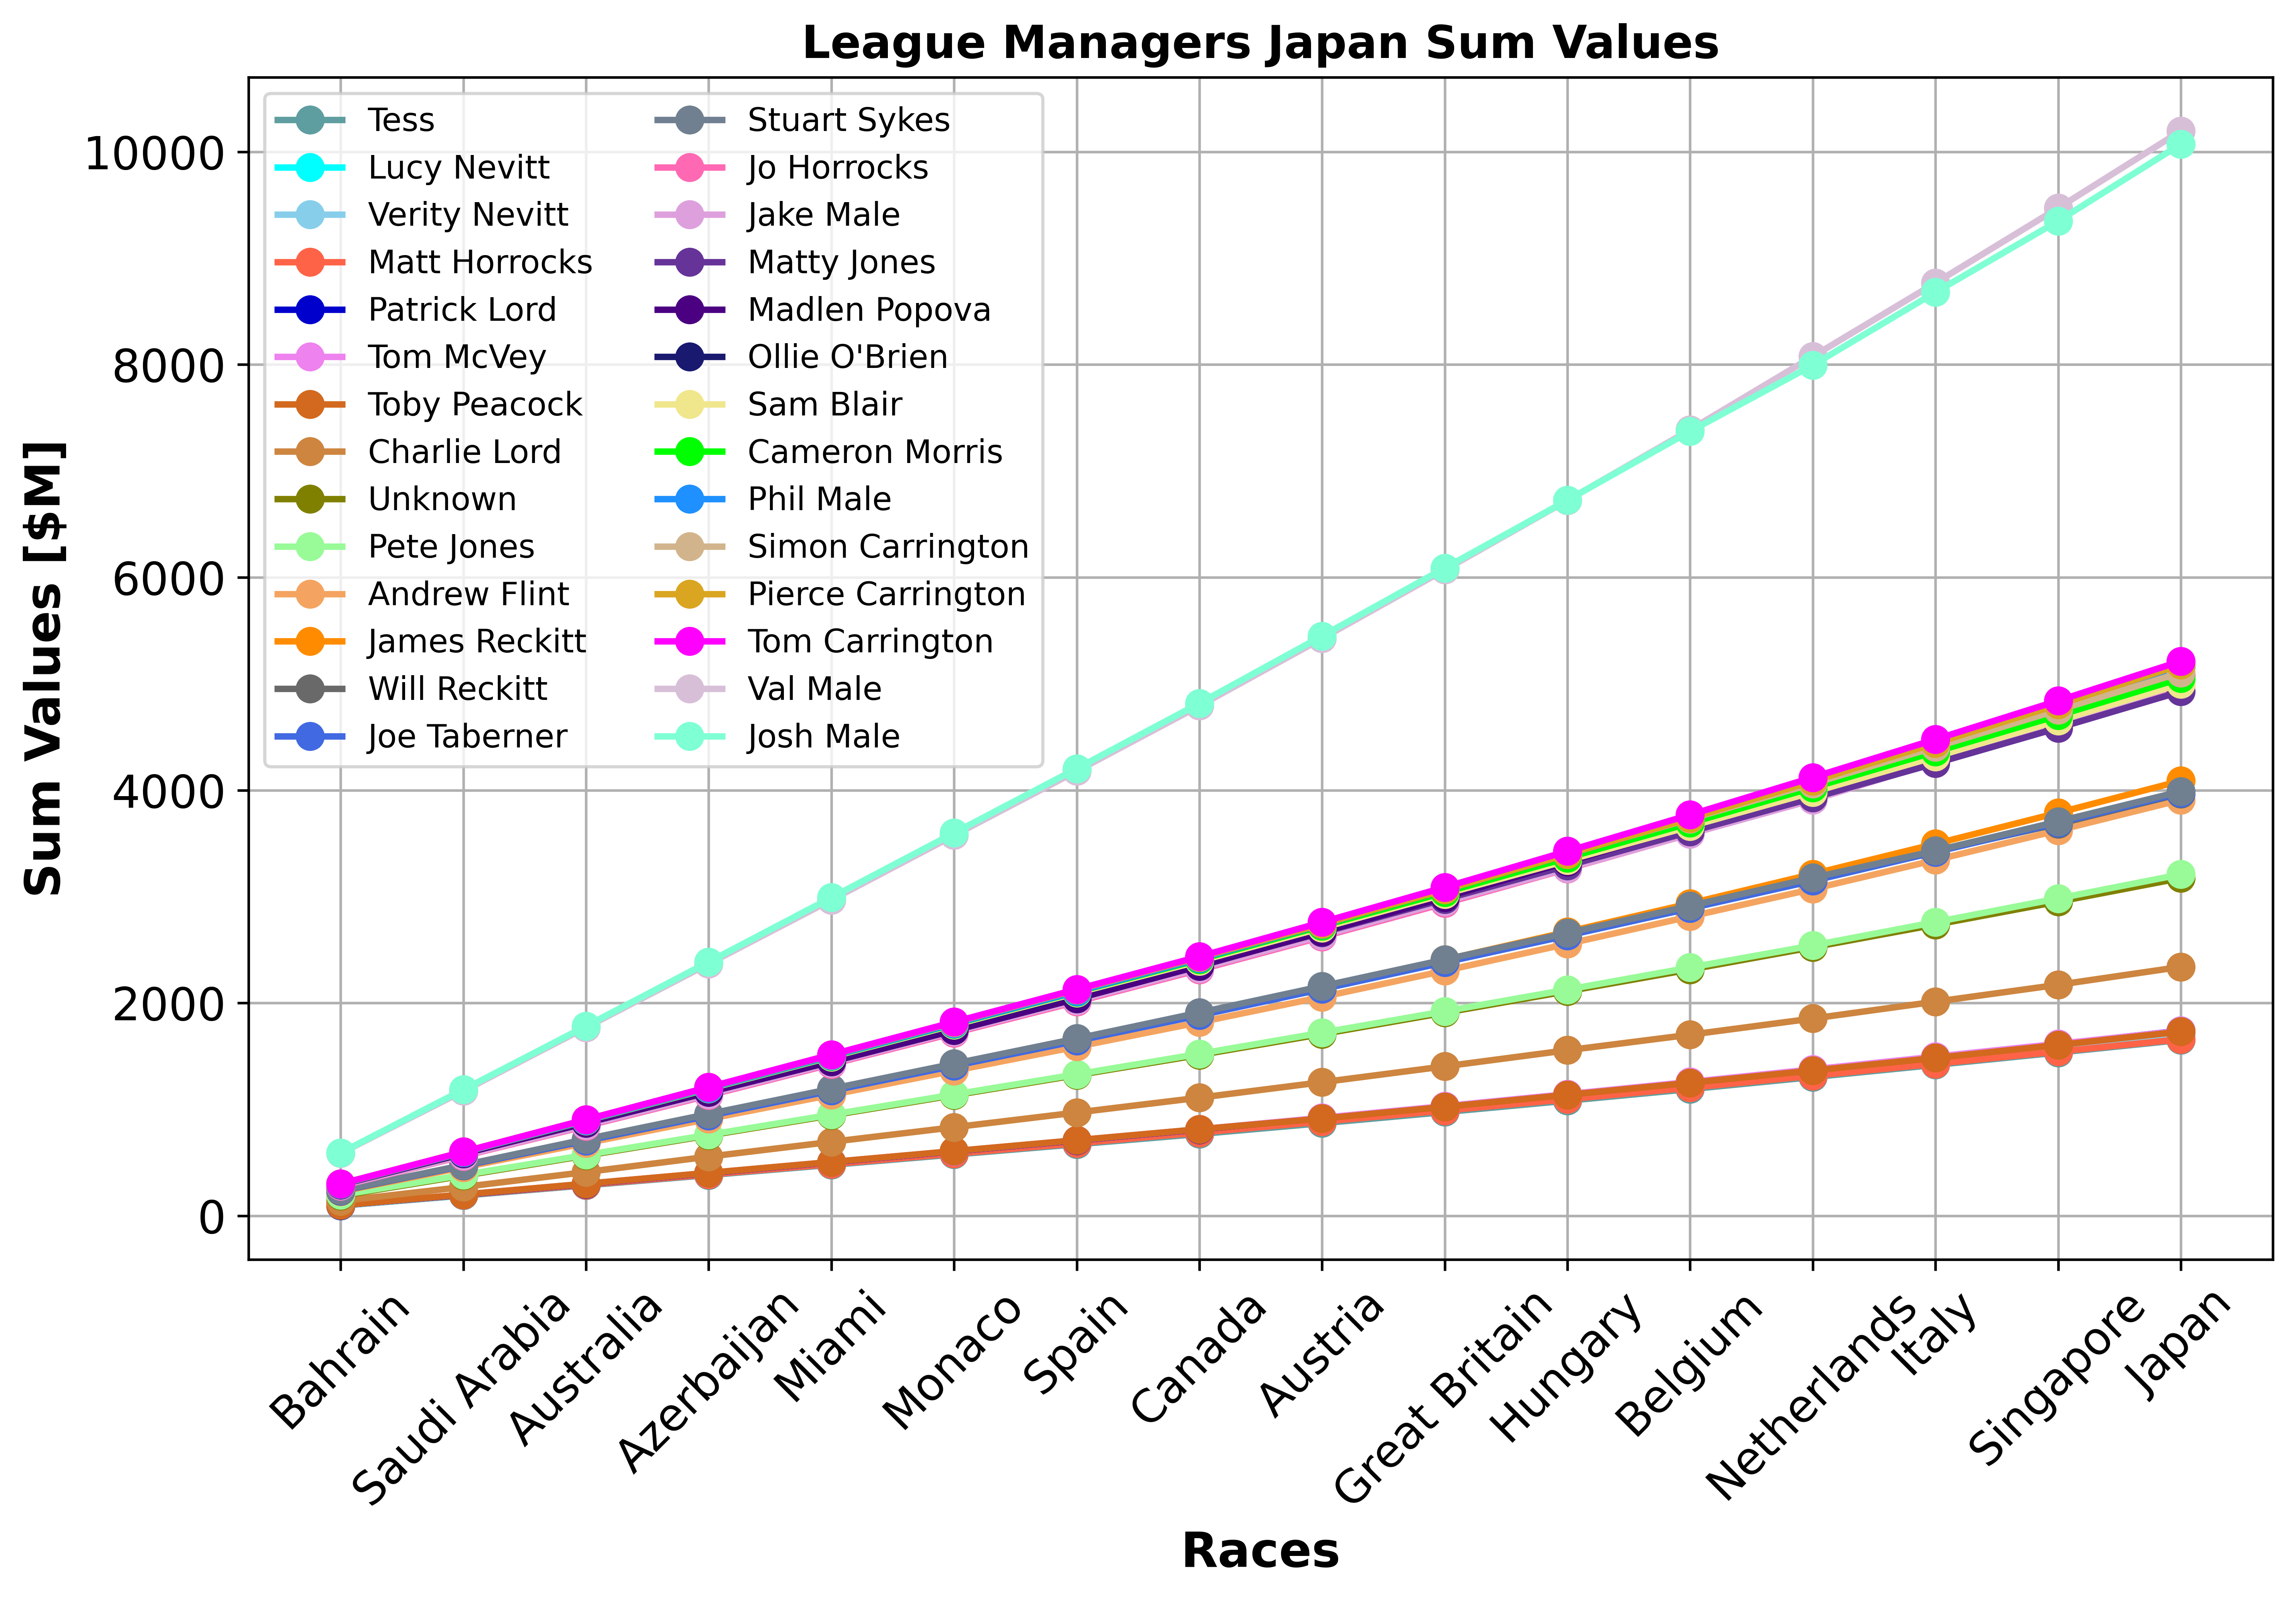 League Managers Japan Sum Values
Sum Values [$M]
10000
8000
6000
4000
2000
0
Tess
Lucy Nevitt
Verity Nevitt
Matt Horrocks
Patrick Lord
Tom McVey
Toby Peacock
Charlie Lord
Unknown
Pete Jones
Andrew Flint
James Reckitt
Will Reckitt
Joe Taberner
Stuart Sykes
Jo Horrocks
Jake Male
Matty Jones
Madlen Popova
Ollie O'Brien
Sam Blair
Cameron Morris
Phil Male
Simon Carrington
Pierce Carrington
Tom Carrington
Val Male
Josh Male
Bahrain
Saudi Arabia
Australia
Azerbaijan
Miami
Monaco
Spain
Canada
Austria
Great Britain
Hungary
Belgium
Netherlands
Italy
Singapore
Japan
Races